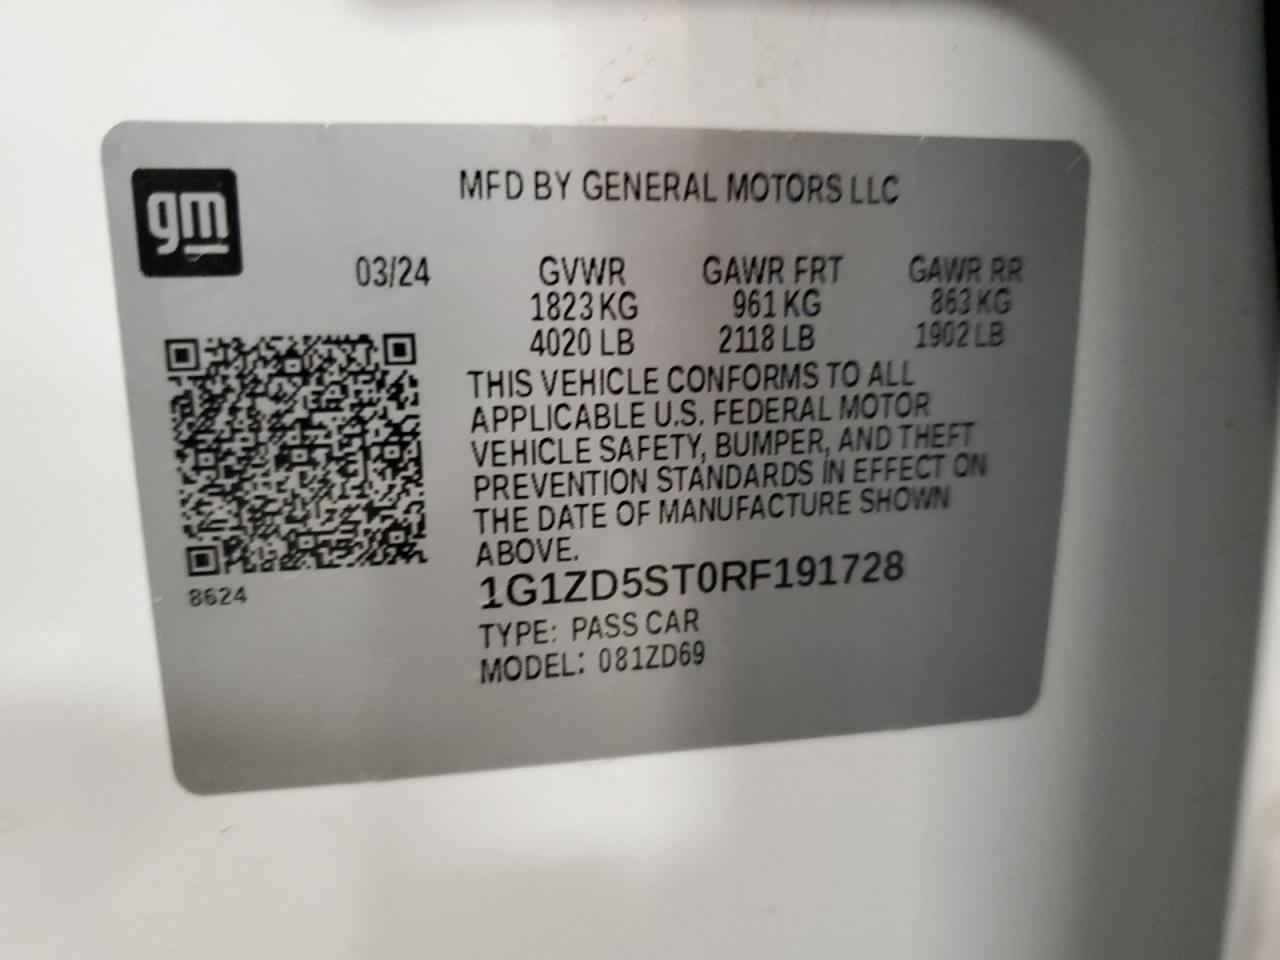 gm
MFD BY GENERAL MOTORS LLC
03/24 GVWR GAWR FRT GAWR RR
1823 KG 961 KG 863 KG
4020 LB 2118 LB 1902 LB
THIS VEHICLE CONFORMS TO ALL
APPLICABLE U.S. FEDERAL MOTOR
VEHICLE SAFETY, BUMPER, AND THEFT
PREVENTION STANDARDS IN EFFECT ON
THE DATE OF MANUFACTURE SHOWN
ABOVE.
8624
1G1ZD5ST0RF191728
TYPE: PASS CAR
MODEL: 081ZD69